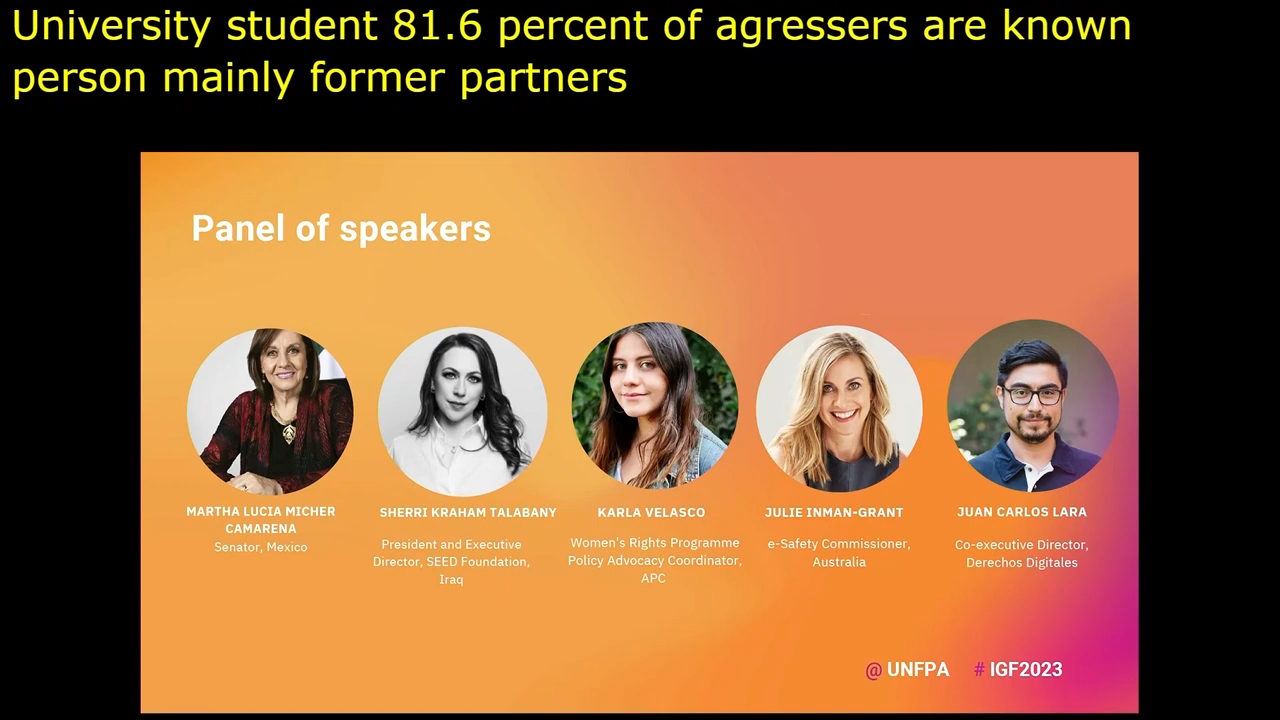 University student 81.6 percent of agressers are known
person mainly former partners
Panel of speakers
MARTHA LUCIA MICHER
CAMARENA
Senator, Mexico
SHERRI KRAHAM TALABANY
President and Executive
Director, SEED Foundation,
Iraq
KARLA VELASCO
Women's Rights Programme
Policy Advocacy Coordinator,
APC
JULIE INMAN-GRANT
e-Safety Commissioner,
Australia
JUAN CARLOS LARA
Co-executive Director,
Derechos Digitales
@ UNFPA # IGF2023